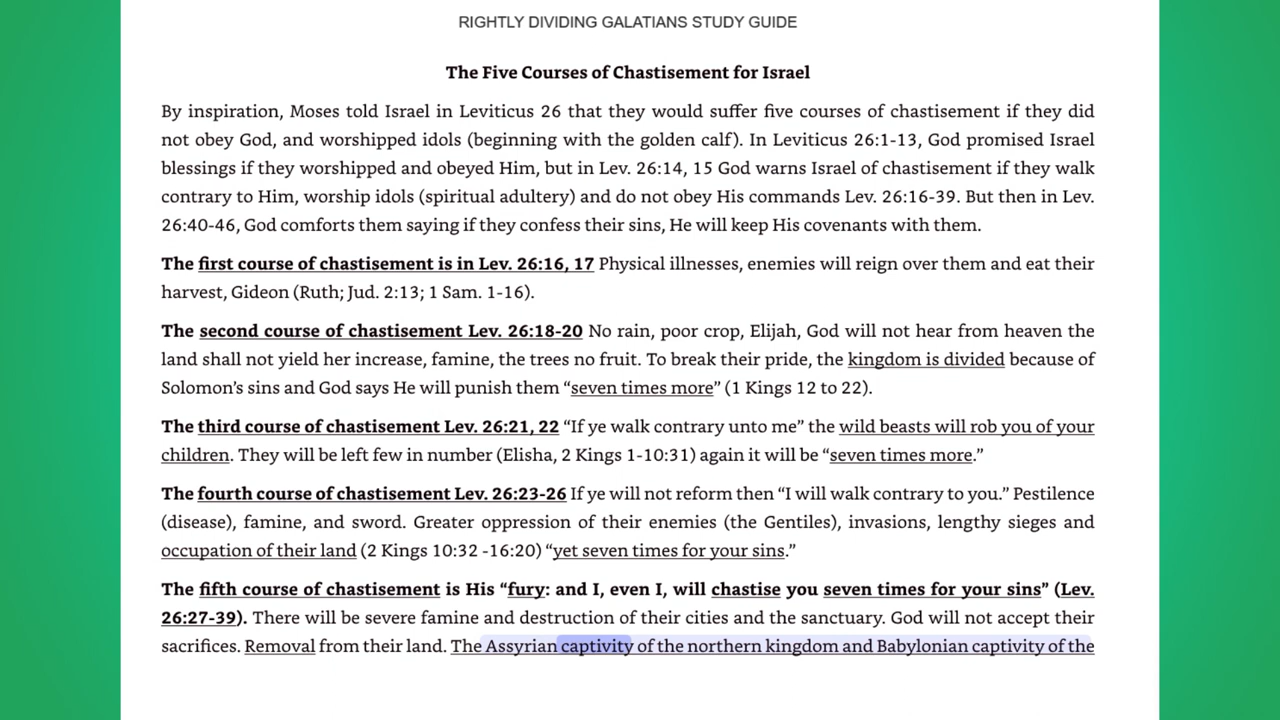 RIGHTLY DIVIDING GALATIANS STUDY GUIDE
The Five Courses of Chastisement for Israel
By inspiration, Moses told Israel in Leviticus 26 that they would suffer five courses of chastisement if they did
not obey God, and worshipped idols (beginning with the golden calf). In Leviticus 26:1-13, God promised Israel
blessings if they worshipped and obeyed Him, but in Lev. 26:14, 15 God warns Israel of chastisement if they walk
contrary to Him, worship idols (spiritual adultery) and do not obey His commands Lev. 26:16-39. But then in Lev.
26:40-46, God comforts them saying if they confess their sins, He will keep His covenants with them.
The first course of chastisement is in Lev. 26:16, 17 Physical illnesses, enemies will reign over them and eat their
harvest, Gideon (Ruth; Jud. 2:13; 1 Sam. 1-16).
The second course of chastisement Lev. 26:18-20 No rain, poor crop, Elijah, God will not hear from heaven the
land shall not yield her increase, famine, the trees no fruit. To break their pride, the kingdom is divided because of
Solomon’s sins and God says He will punish them “seven times more” (1 Kings 12 to 22).
The third course of chastisement Lev. 26:21, 22 “If ye walk contrary unto me” the wild beasts will rob you of your
children. They will be left few in number (Elisha, 2 Kings 1-10:31) again it will be “seven times more.”
The fourth course of chastisement Lev. 26:23-26 If ye will not reform then “I will walk contrary to you.” Pestilence
(disease), famine, and sword. Greater oppression of their enemies (the Gentiles), invasions, lengthy sieges and
occupation of their land (2 Kings 10:32 -16:20) “yet seven times for your sins.”
The fifth course of chastisement is His “fury: and I, even I, will chastise you seven times for your sins” (Lev.
26:27-39). There will be severe famine and destruction of their cities and the sanctuary. God will not accept their
sacrifices. Removal from their land. The Assyrian captivity of the northern kingdom and Babylonian captivity of the